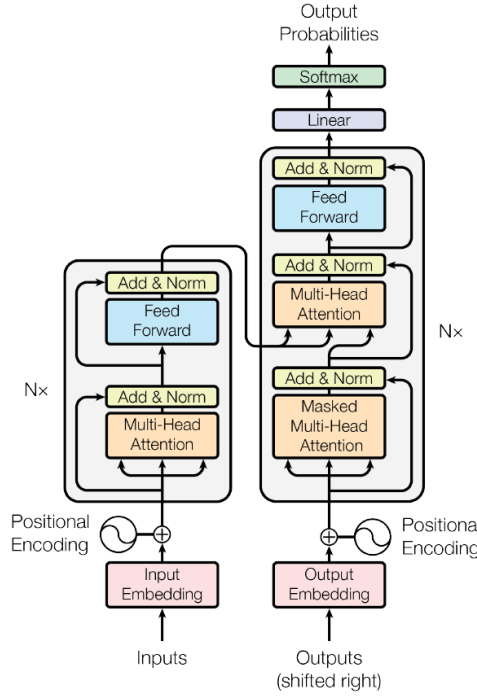 Output
Probabilities
Softmax
Linear
Add & Norm
Feed
Forward
Add & Norm
Multi-Head
Attention
Nx
Add & Norm
Masked
Multi-Head
Attention
Add & Norm
Feed
Forward
Nx
Add & Norm
Multi-Head
Attention
Positional
Encoding
Positional
Encoding
Input
Embedding
Output
Embedding
Inputs
Outputs
(shifted right)